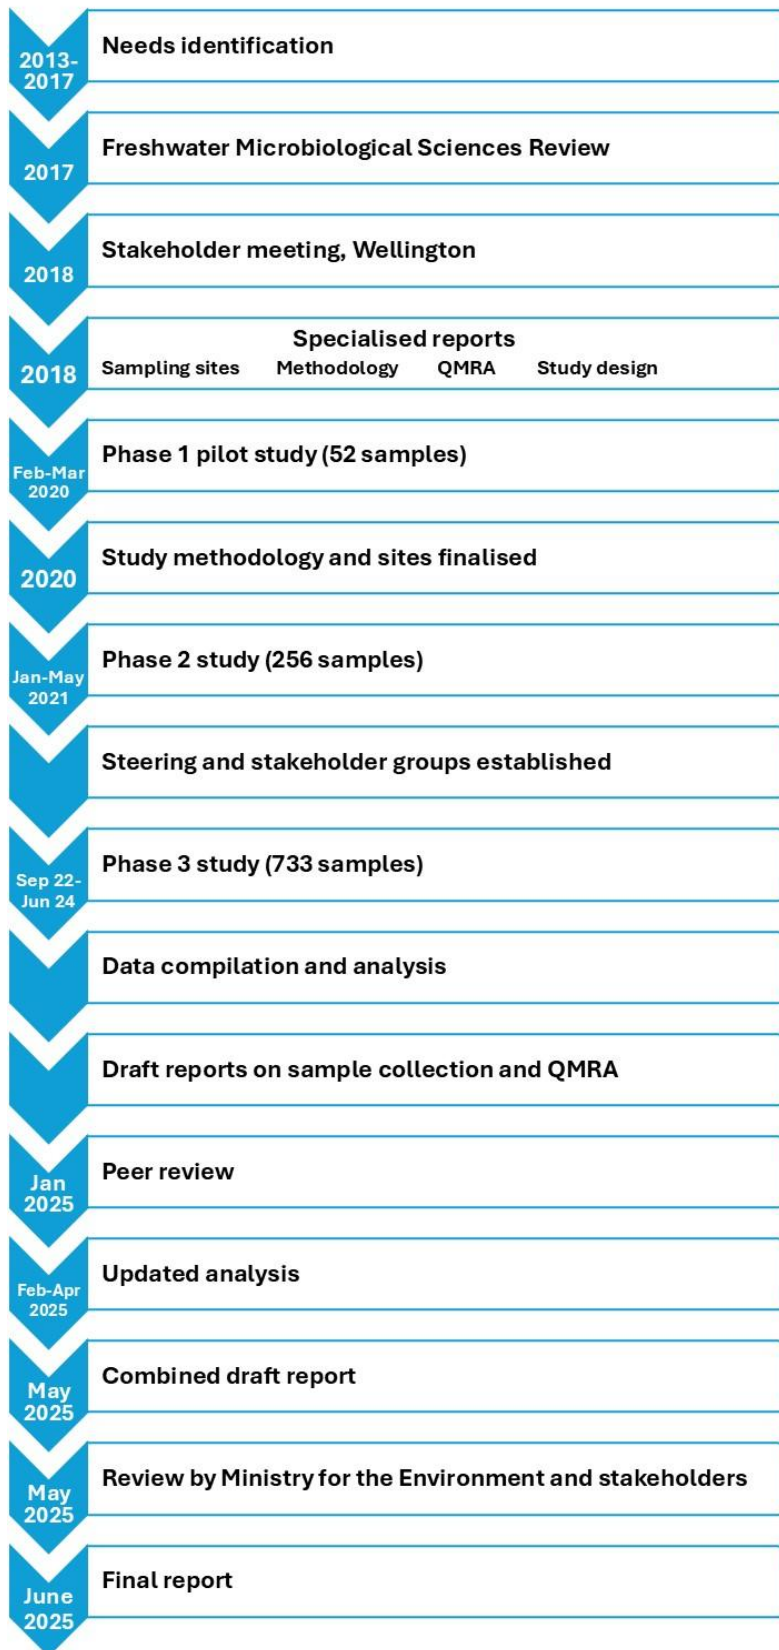 2013-
2017
Needs identification
2017
Freshwater Microbiological Sciences Review
2018
Stakeholder meeting, Wellington
2018
Specialised reports
Sampling sites Methodology QMRA Study design
Feb-Mar
2020
Phase 1 pilot study (52 samples)
2020
Study methodology and sites finalised
Jan-May
2021
Phase 2 study (256 samples)
Steering and stakeholder groups established
Sep 22-
Jun 24
Phase 3 study (733 samples)
Data compilation and analysis
Draft reports on sample collection and QMRA
Jan
2025
Peer review
Feb-Apr
2025
Updated analysis
May
2025
Combined draft report
May
2025
Review by Ministry for the Environment and stakeholders
June
2025
Final report